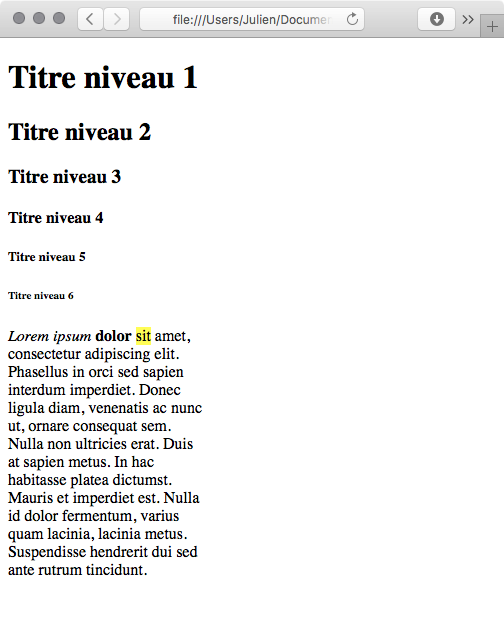 file:///Users/Julien/Documen
Titre niveau 1
Titre niveau 2
Titre niveau 3
Titre niveau 4
Titre niveau 5
Titre niveau 6
Lorem ipsum dolor sit amet,
consectetur adipiscing elit.
Phasellus in orci sed sapien
interdum imperdiet. Donec
ligula diam, venenatis ac nunc
ut, ornare consequat sem.
Nulla non ultricies erat. Duis
at sapien metus. In hac
habitasse platea dictumst.
Mauris et imperdiet est. Nulla
id dolor fermentum, varius
quam lacinia, lacinia metus.
Suspendisse hendrerit dui sed
ante rutrum tincidunt.